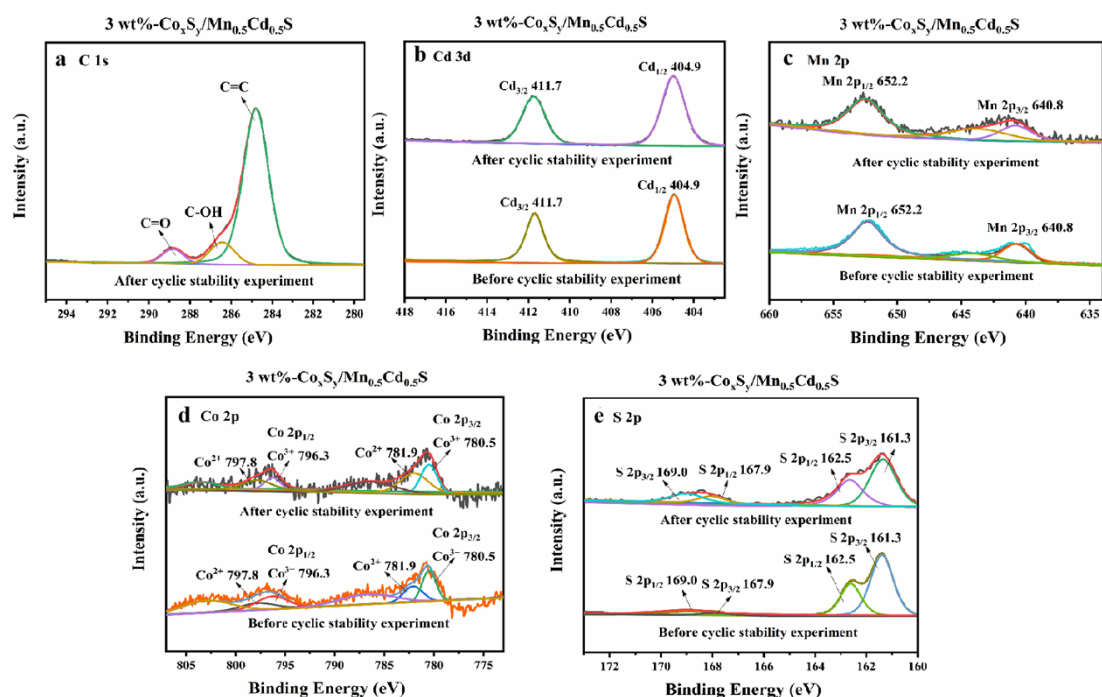 3 wt%-CoₓSᵧ/Mn₀.₅Cd₀.₅S
a C 1s
C=C
C=O
C-OH
After cyclic stability experiment
Intensity (a.u.)
294 292 290 288 286 284 282 280
Binding Energy (eV)
3 wt%-CoₓSᵧ/Mn₀.₅Cd₀.₅S
b Cd 3d
Cd₃/₂ 411.7
Cd₁/₂ 404.9
After cyclic stability experiment
Cd₃/₂ 411.7
Cd₁/₂ 404.9
Before cyclic stability experiment
Intensity (a.u.)
418 416 414 412 410 408 406 404
Binding Energy (eV)
3 wt%-CoₓSᵧ/Mn₀.₅Cd₀.₅S
c Mn 2p
Mn 2p₁/₂ 652.2
Mn 2p₃/₂ 640.8
After cyclic stability experiment
Mn 2p₁/₂ 652.2
Mn 2p₃/₂ 640.8
Before cyclic stability experiment
Intensity (a.u.)
660 650 640
Binding Energy (eV)
3 wt%-CoₓSᵧ/Mn₀.₅Cd₀.₅S
d Co 2p
Co 2p₁/₂
Co²⁺ 797.8
Co³⁺ 796.3
Co 2p₃/₂
Co²⁺ 781.9
Co³⁺ 780.5
After cyclic stability experiment
Co 2p₁/₂
Co²⁺ 797.8
Co³⁻ 796.3
Co 2p₃/₂
Co²⁺ 781.9
Co³⁻ 780.5
Before cyclic stability experiment
Intensity (a.u.)
805 800 795 790 785 780 775
Binding Energy (eV)
3 wt%-CoₓSᵧ/Mn₀.₅Cd₀.₅S
e S 2p
S 2p₃/₂ 169.0
S 2p₁/₂ 167.9
S 2p₁/₂ 162.5
S 2p₃/₂ 161.3
After cyclic stability experiment
S 2p₁/₂ 169.0
S 2p₃/₂ 167.9
S 2p₁/₂ 162.5
S 2p₃/₂ 161.3
Before cyclic stability experiment
Intensity (a.u.)
172 170 168 166 164 162 160
Binding Energy (eV)